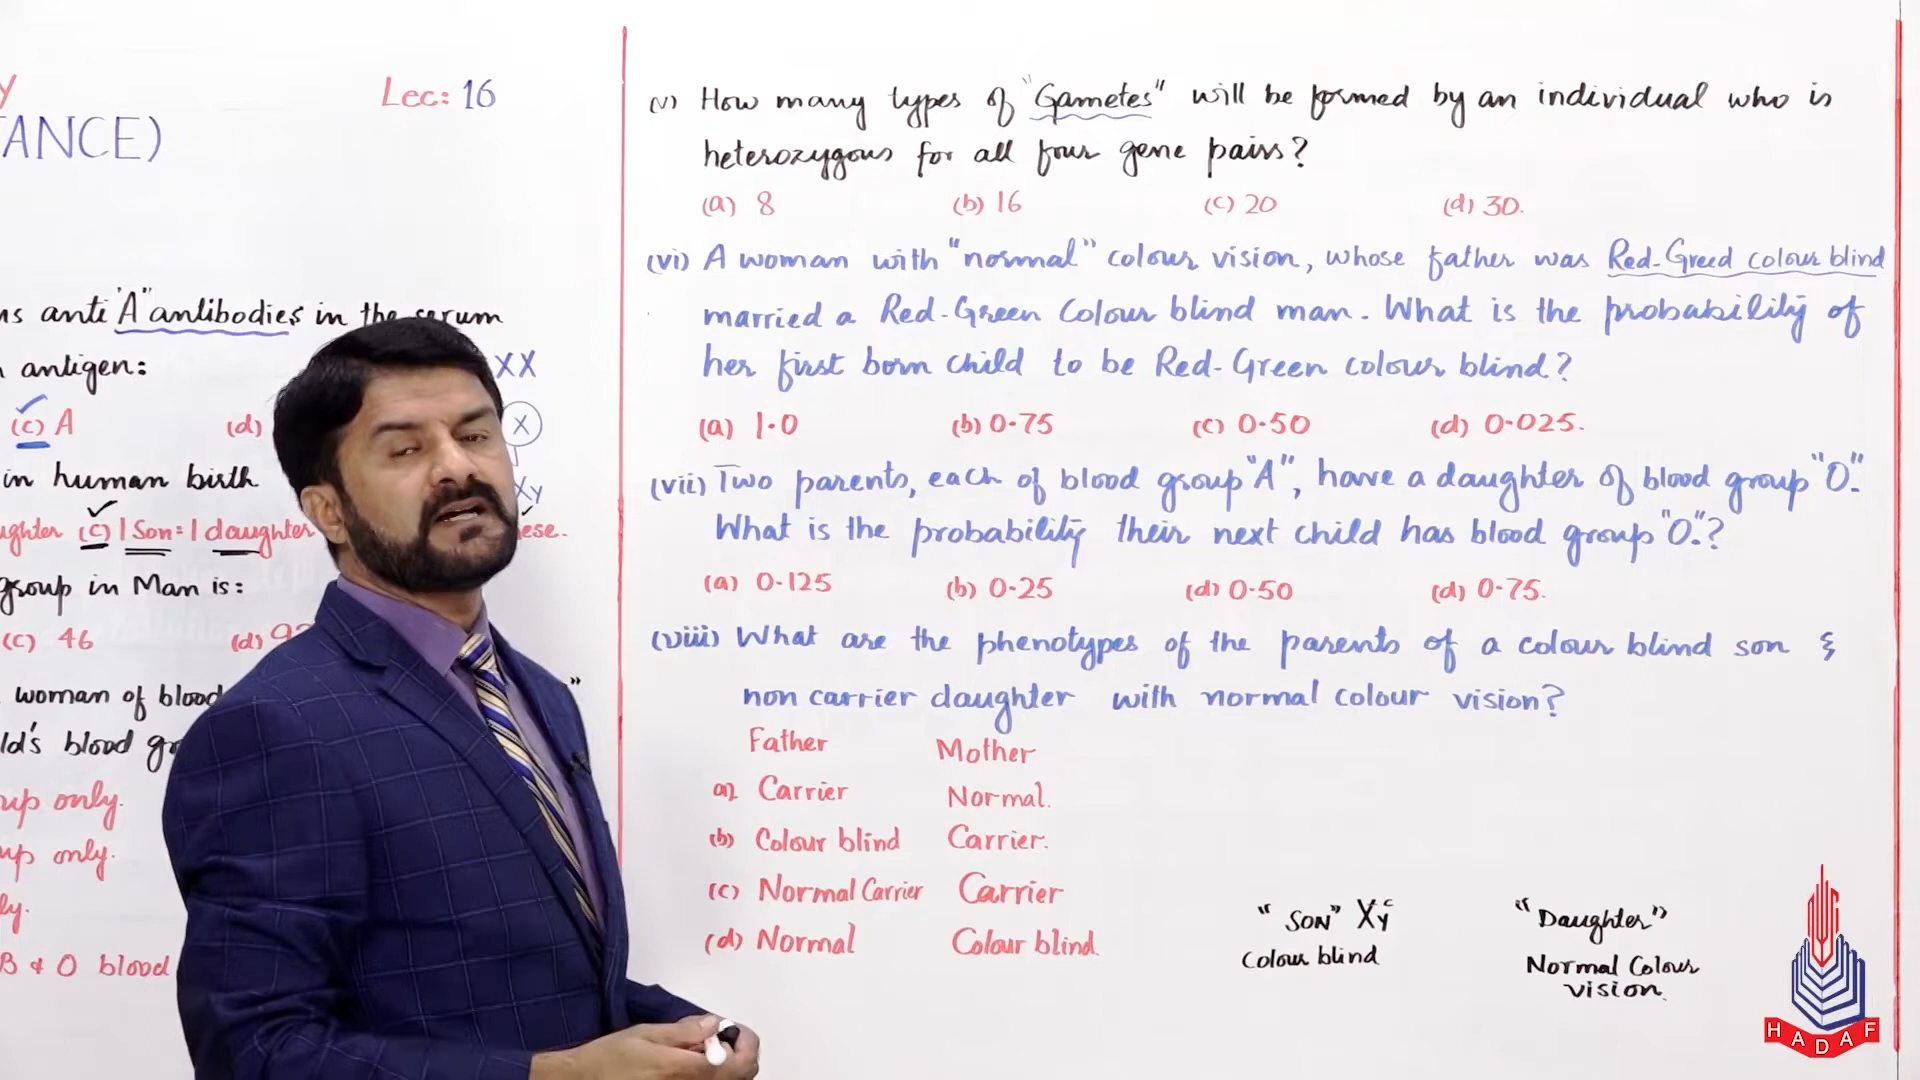 Y
Lec: 16
ANCE)
ns anti "A" antibodies in the serum
antigen:
(c) A
(d)
XX
X
Xy
in human birth
ughter (c) 1 Son = 1 daughter
ese.
group in Man is:
(c) 46
(d) 92
woman of blood
ld's blood gr
up only.
up only.
ly.
B & O blood
(v) How many types of "Gametes" will be formed by an individual who is
heterozygous for all four gene pairs?
(a) 8 (b) 16 (c) 20 (d) 30.
(vi) A woman with "normal" colour vision, whose father was Red-Greed colour blind
married a Red-Green Colour blind man. What is the probability of
her first born child to be Red-Green colour blind?
(a) 1.0 (b) 0.75 (c) 0.50 (d) 0.025.
(vii) Two parents, each of blood group "A", have a daughter of blood group "O".
What is the probability their next child has blood group "O."?
(a) 0.125 (b) 0.25 (d) 0.50 (d) 0.75.
(viii) What are the phenotypes of the parents of a colour blind son &
non carrier daughter with normal colour vision?
Father Mother
a) Carrier Normal.
(b) Colour blind Carrier.
(c) Normal Carrier Carrier
(d) Normal Colour blind.
"SON" XcY
Colour blind
"Daughter"
Normal Colour
vision.
HADAF